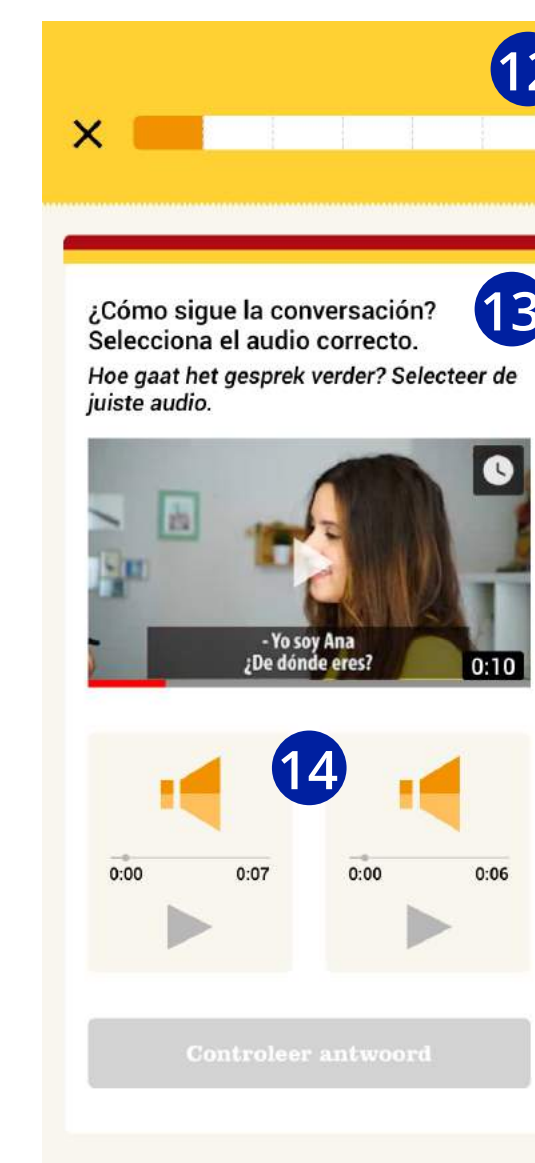 12
¿Cómo sigue la conversación?
Selecciona el audio correcto.
13
Hoe gaat het gesprek verder? Selecteer de
juiste audio.
- Yo soy Ana
¿De dónde eres?
0:10
14
0:00 0:07 0:00 0:06
Controleer antwoord